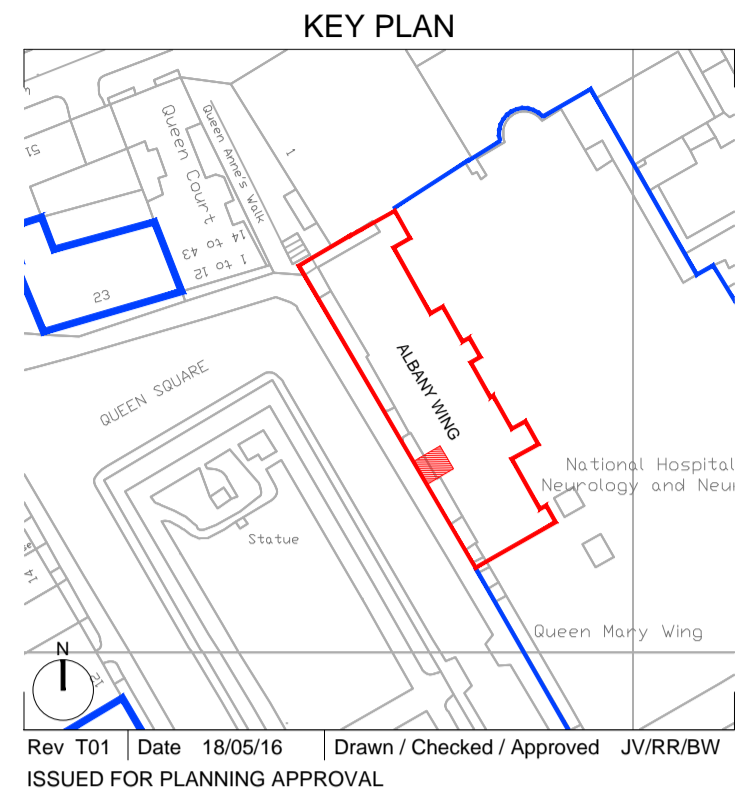 KEY PLAN
51
Queen Court
Queen Anne's Walk
1
14 to 43
1 to 12
23
QUEEN SQUARE
ALBANY WING
National Hospital
Neurology and Neur
Statue
14
12
Queen Mary Wing
N
Rev T01 Date 18/05/16 Drawn / Checked / Approved JV/RR/BW
ISSUED FOR PLANNING APPROVAL